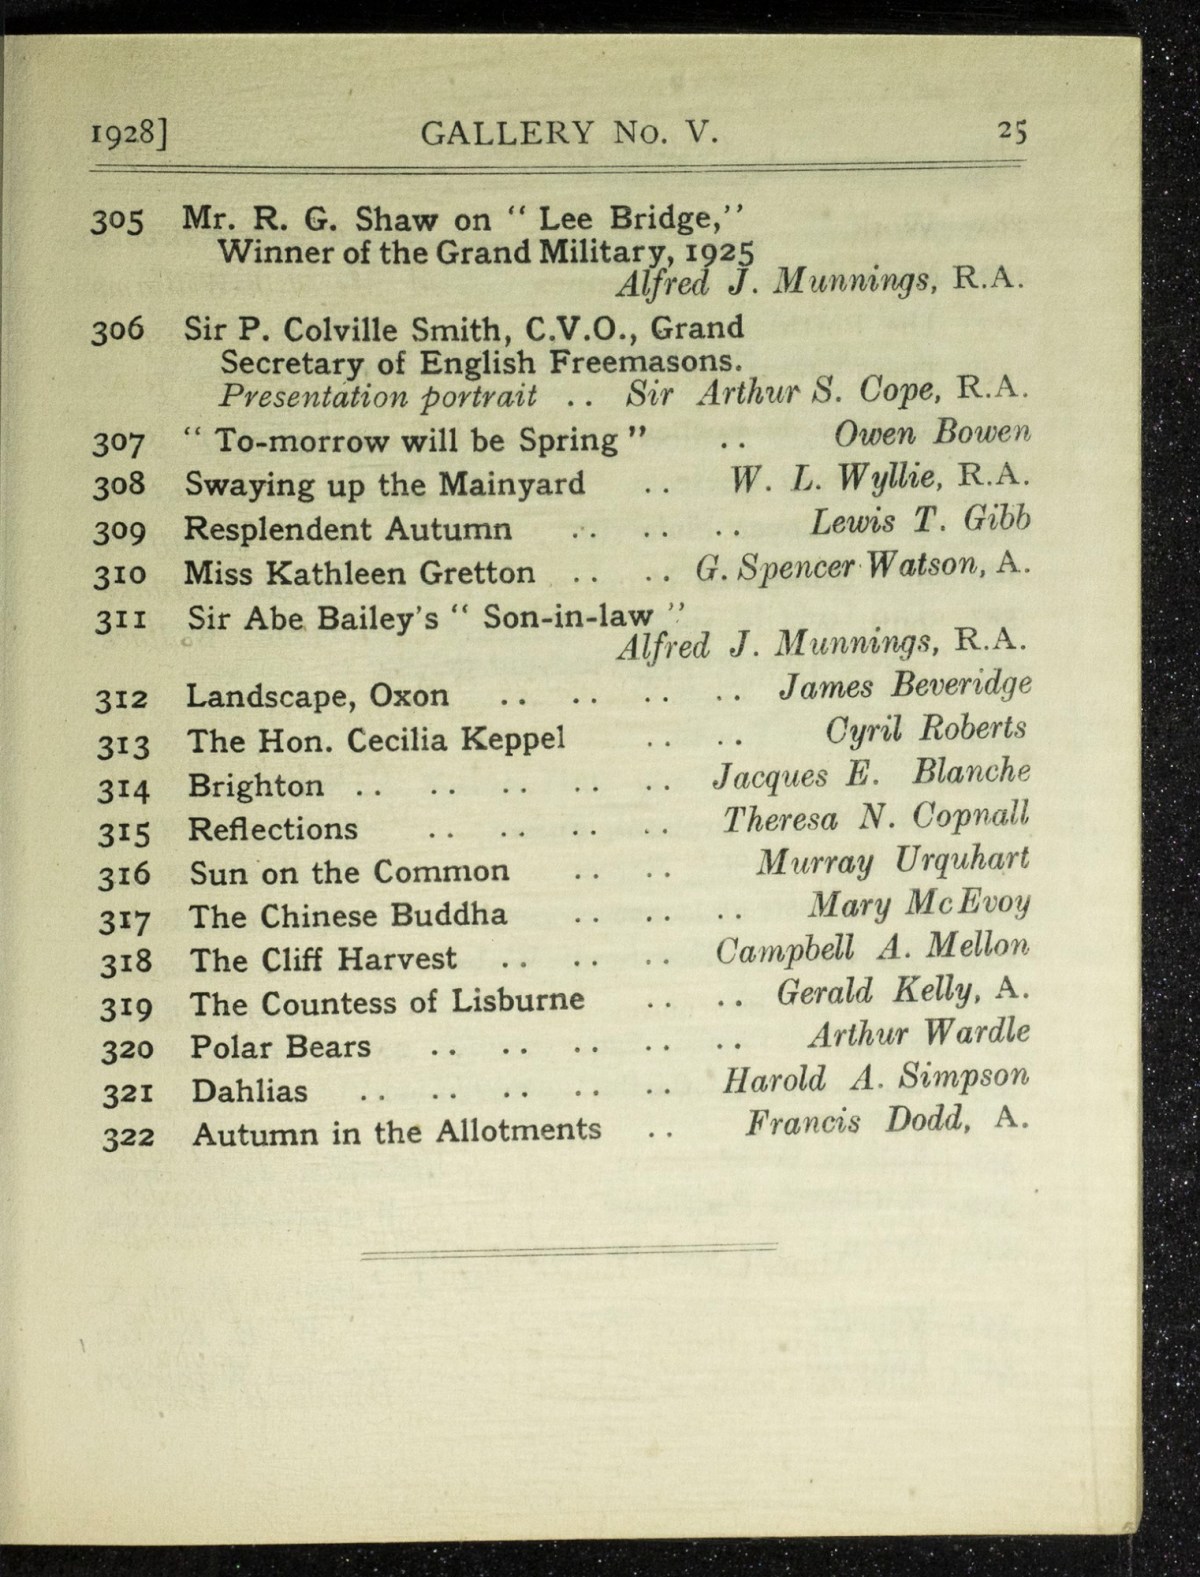 1928] GALLERY No. V. 25
305 Mr. R. G. Shaw on " Lee Bridge,"
Winner of the Grand Military, 1925
Alfred J. Munnings, R.A.
306 Sir P. Colville Smith, C.V.O., Grand
Secretary of English Freemasons.
Presentation portrait .. Sir Arthur S. Cope, R.A.
307 " To-morrow will be Spring " .. Owen Bowen
308 Swaying up the Mainyard .. W. L. Wyllie, R.A.
309 Resplendent Autumn .. .. .. Lewis T. Gibb
310 Miss Kathleen Gretton .. .. G. Spencer Watson, A.
311 Sir Abe Bailey's " Son-in-law "
Alfred J. Munnings, R.A.
312 Landscape, Oxon .. .. .. .. James Beveridge
313 The Hon. Cecilia Keppel .. .. Cyril Roberts
314 Brighton .. .. .. .. .. Jacques E. Blanche
315 Reflections .. .. .. .. Theresa N. Copnall
316 Sun on the Common .. .. Murray Urquhart
317 The Chinese Buddha .. .. .. Mary McEvoy
318 The Cliff Harvest .. .. .. Campbell A. Mellon
319 The Countess of Lisburne .. .. Gerald Kelly, A.
320 Polar Bears .. .. .. .. .. Arthur Wardle
321 Dahlias .. .. .. .. .. Harold A. Simpson
322 Autumn in the Allotments .. Francis Dodd, A.